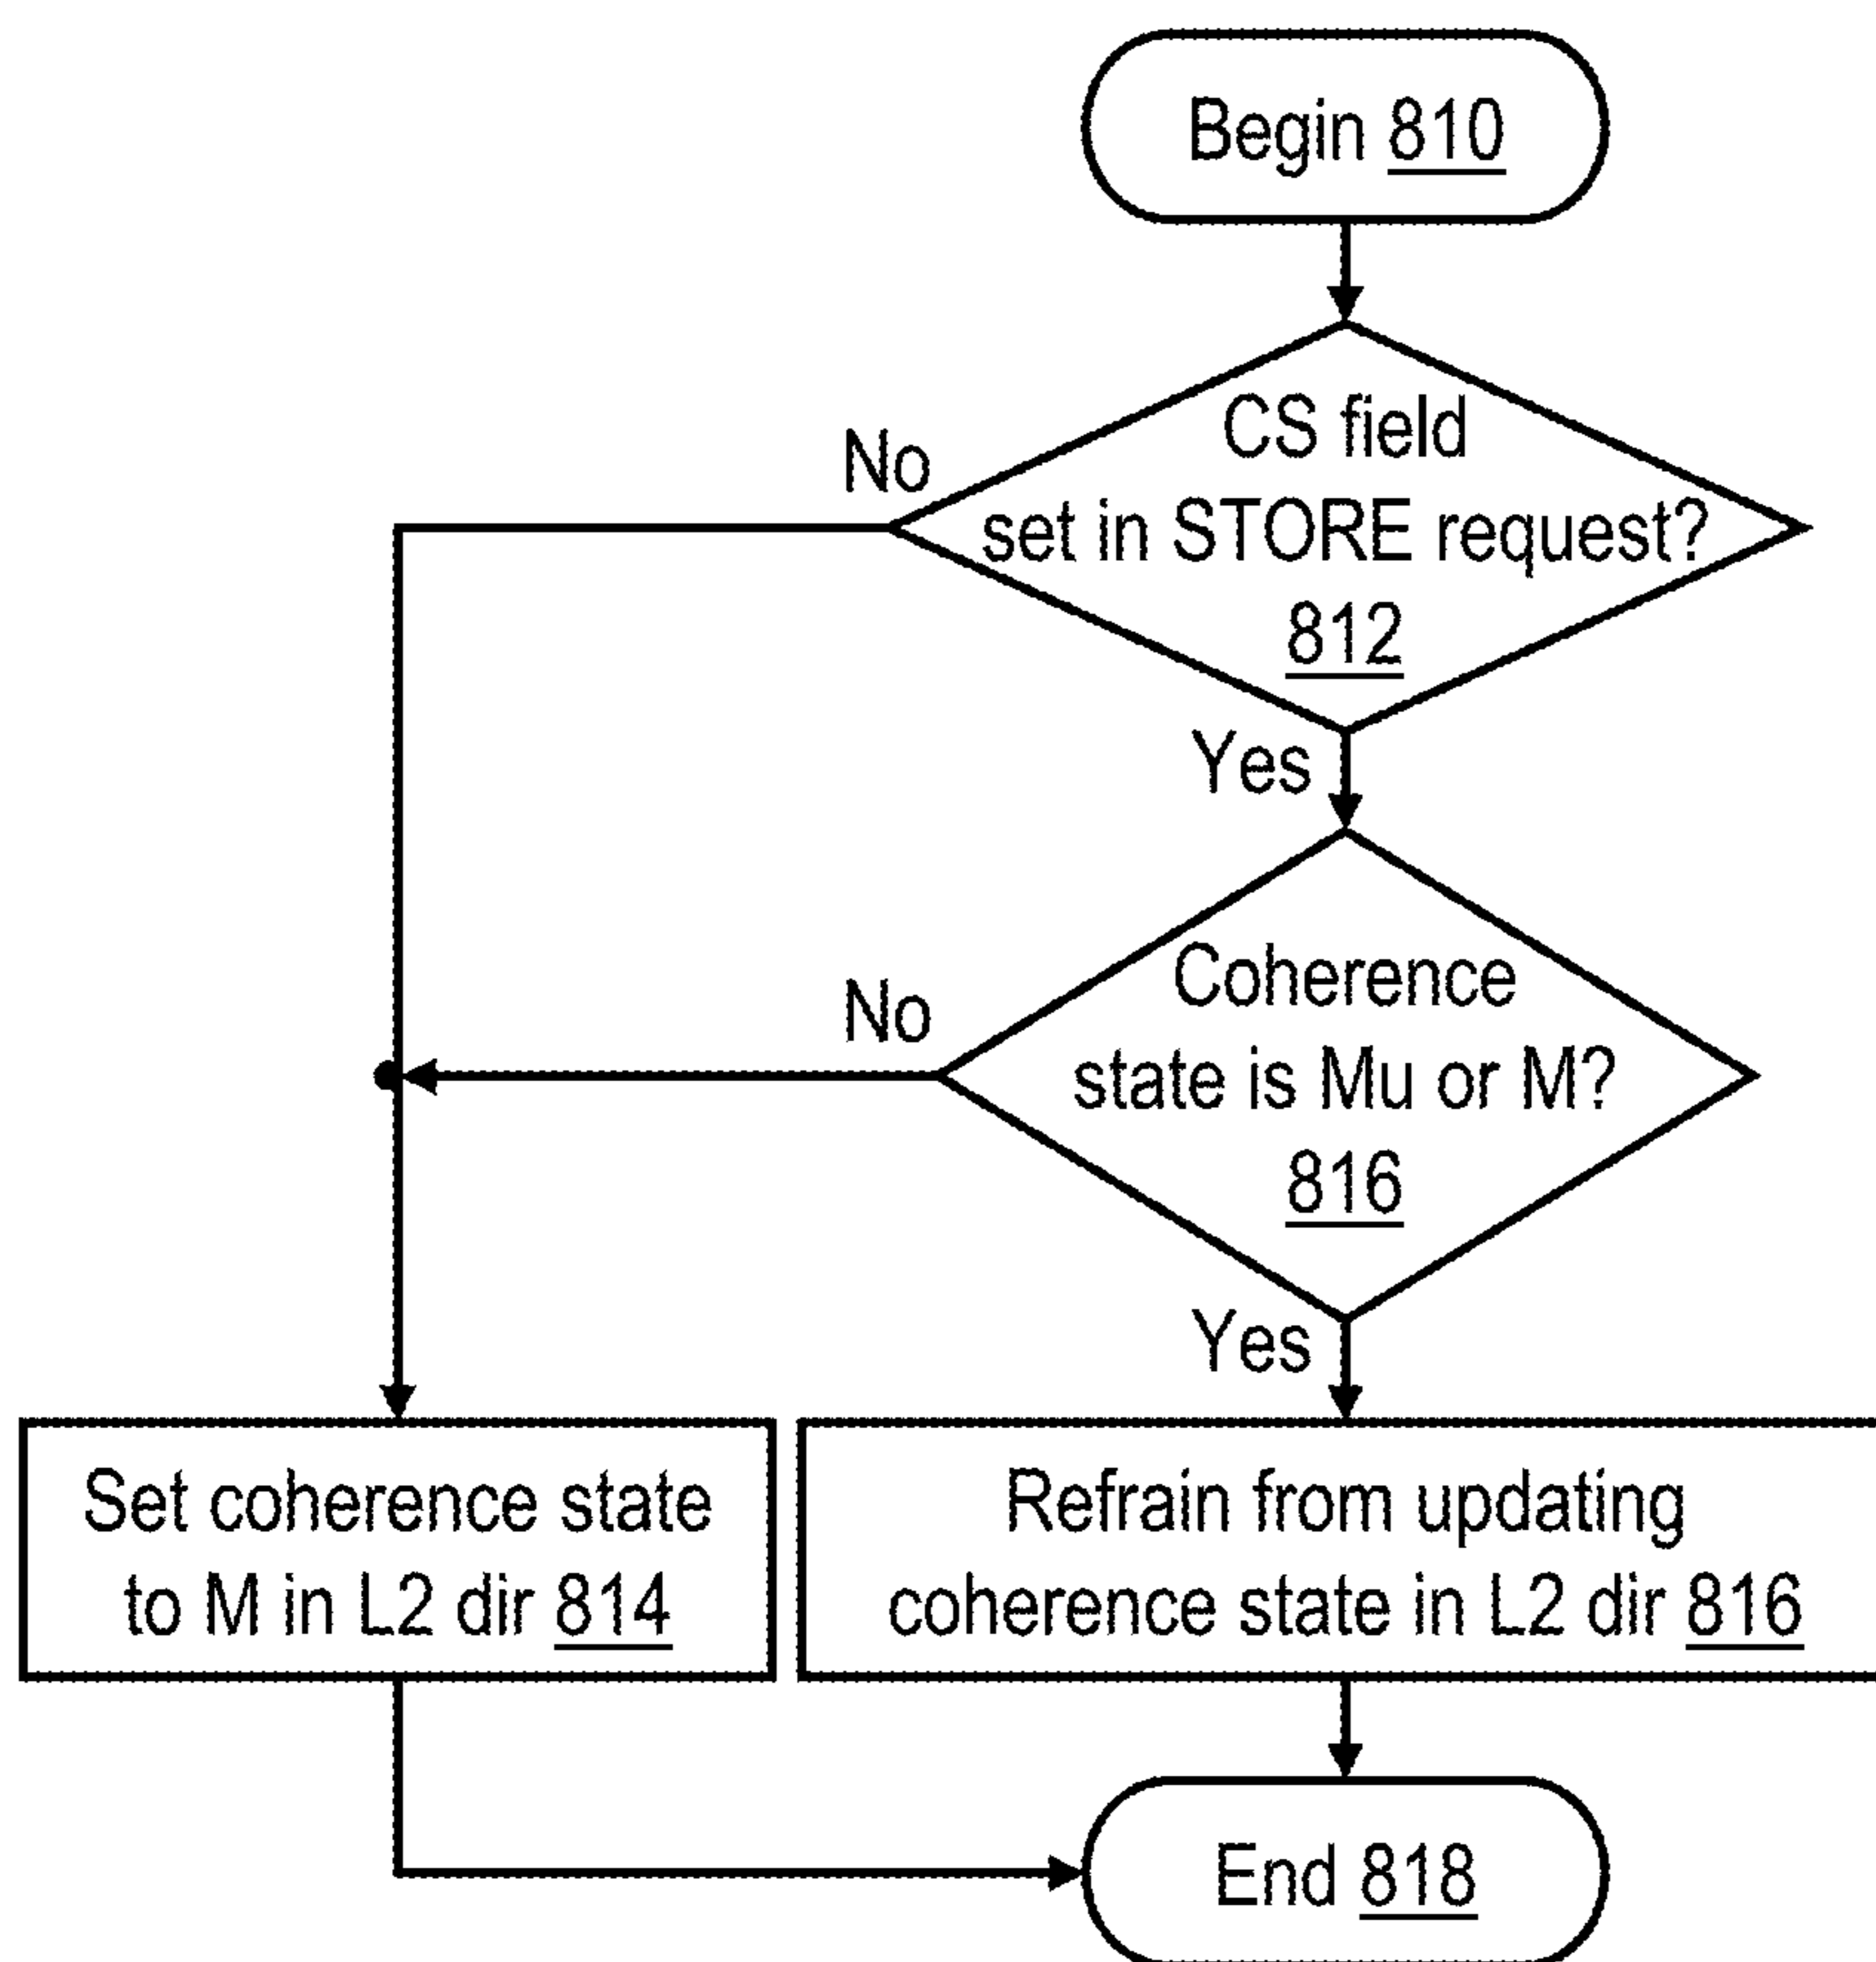 Begin 810
CS field
set in STORE request?
812
No
Yes
Coherence
state is Mu or M?
816
No
Yes
Set coherence state
to M in L2 dir 814
Refrain from updating
coherence state in L2 dir 816
End 818